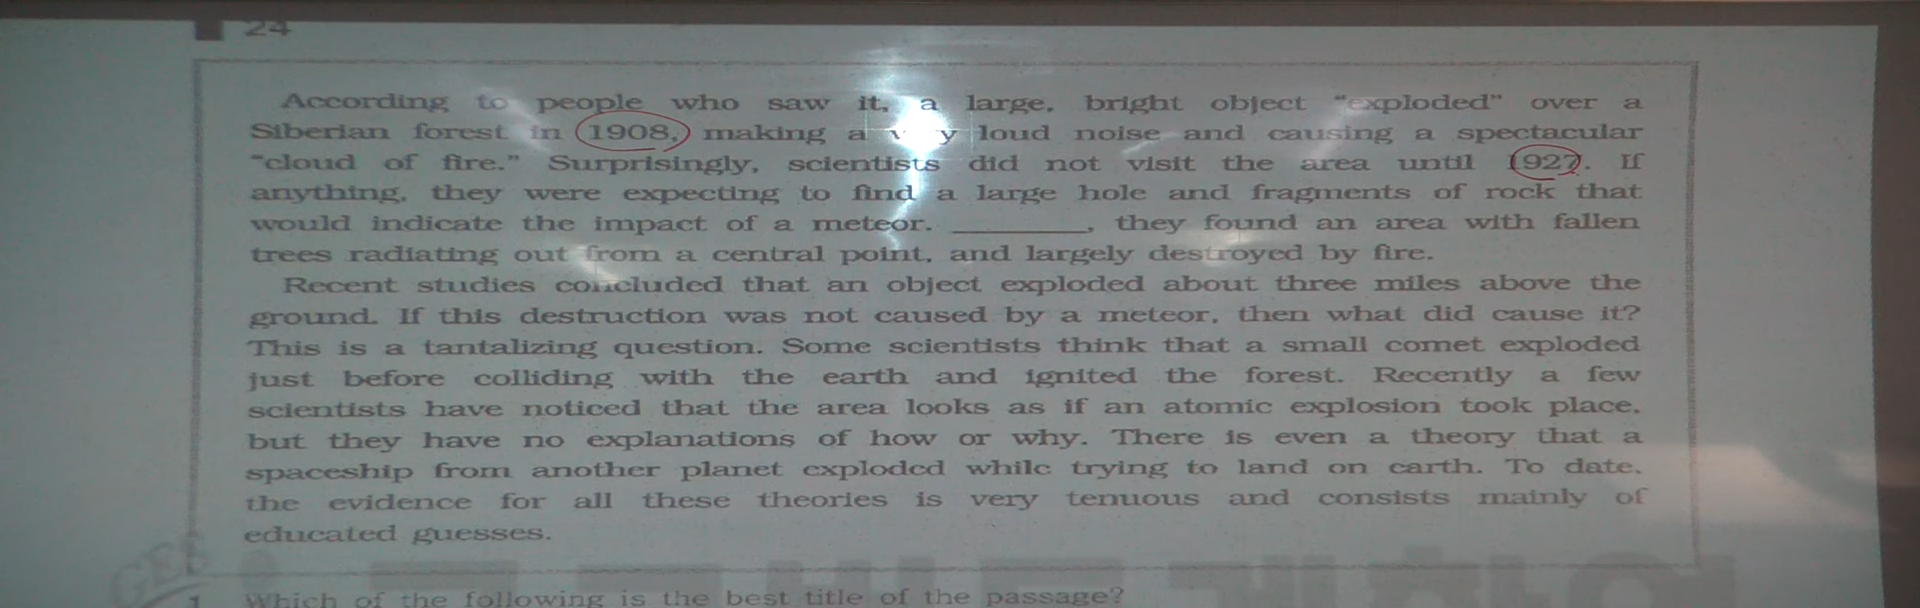 24
According to people who saw it, a large, bright object "exploded" over a
Siberian forest in 1908, making a loud noise and causing a spectacular
"cloud of fire." Surprisingly, scientists did not visit the area until 1927. If
anything, they were expecting to find a large hole and fragments of rock that
would indicate the impact of a meteor. ________, they found an area with fallen
trees radiating out from a central point, and largely destroyed by fire.
Recent studies concluded that an object exploded about three miles above the
ground. If this destruction was not caused by a meteor, then what did cause it?
This is a tantalizing question. Some scientists think that a small comet exploded
just before colliding with the earth and ignited the forest. Recently a few
scientists have noticed that the area looks as if an atomic explosion took place,
but they have no explanations of how or why. There is even a theory that a
spaceship from another planet exploded while trying to land on earth. To date,
the evidence for all these theories is very tenuous and consists mainly of
educated guesses.
1 Which of the following is the best title of the passage?